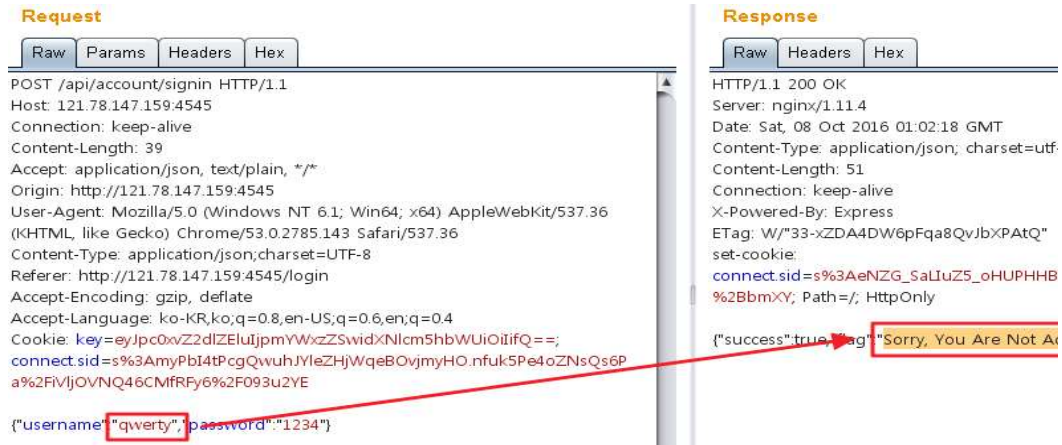 Request
Raw Params Headers Hex
POST /api/account/signin HTTP/1.1
Host: 121.78.147.159:4545
Connection: keep-alive
Content-Length: 39
Accept: application/json, text/plain, */*
Origin: http://121.78.147.159:4545
User-Agent: Mozilla/5.0 (Windows NT 6.1; Win64; x64) AppleWebKit/537.36
(KHTML, like Gecko) Chrome/53.0.2785.143 Safari/537.36
Content-Type: application/json;charset=UTF-8
Referer: http://121.78.147.159:4545/login
Accept-Encoding: gzip, deflate
Accept-Language: ko-KR,ko;q=0.8,en-US;q=0.6,en;q=0.4
Cookie: key=eyJpc0xvZ2dlZEluIjpmYWxzZSwidXNlcm5hbWUiOiIifQ==;
connect.sid=s%3AmyPbI4tPcgQwuhJYleZHjWqeBOvjmyHO.nfuk5Pe4oZNsQs6P
a%2FiVljOVNQ46CMfRFy6%2F093u2YE
{"username":"qwerty","password":"1234"}
Response
Raw Headers Hex
HTTP/1.1 200 OK
Server: nginx/1.11.4
Date: Sat, 08 Oct 2016 01:02:18 GMT
Content-Type: application/json; charset=utf-
Content-Length: 51
Connection: keep-alive
X-Powered-By: Express
ETag: W/"33-xZDA4DW6pFqa8QvJbXPAtQ"
set-cookie:
connect.sid=s%3AeNZG_SaLIuZ5_oHUPHHB
%2BbmXY; Path=/; HttpOnly
{"success":true,"flag":"Sorry, You Are Not Ad